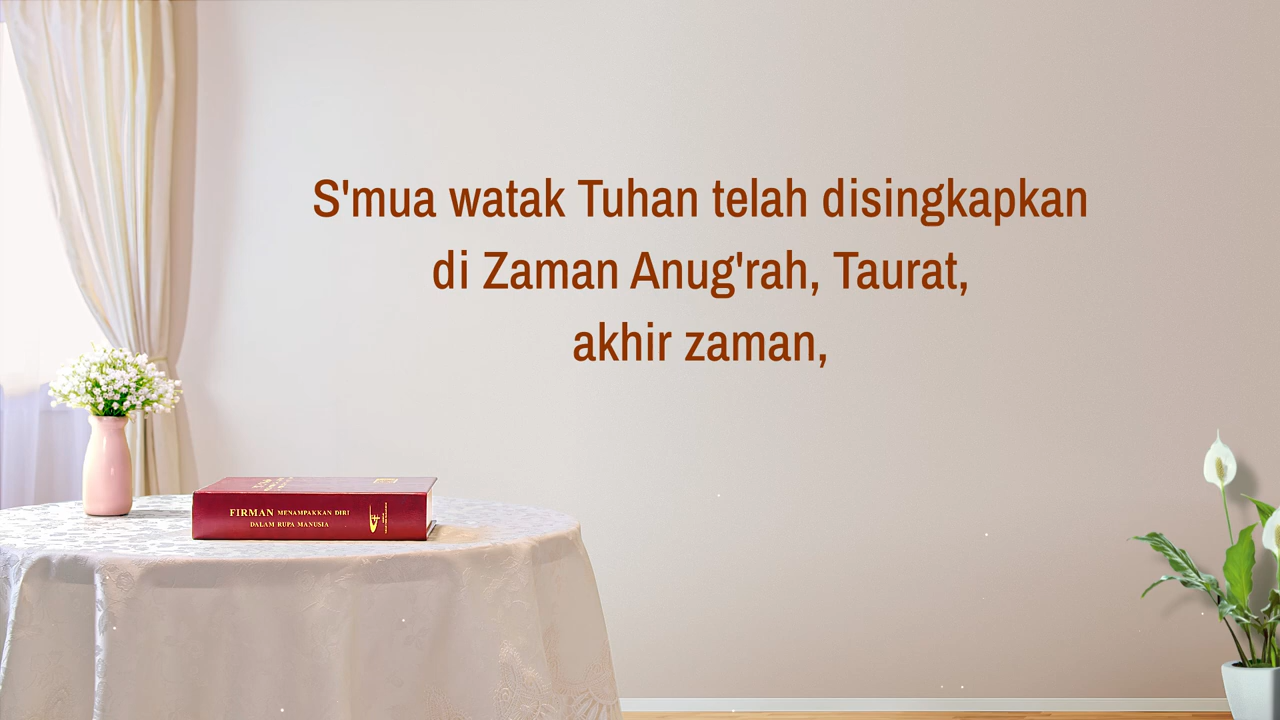 S'mua watak Tuhan telah disingkapkan
di Zaman Anug'rah, Taurat,
akhir zaman,
FIRMAN MENAMPAKKAN DIRI
DALAM RUPA MANUSIA